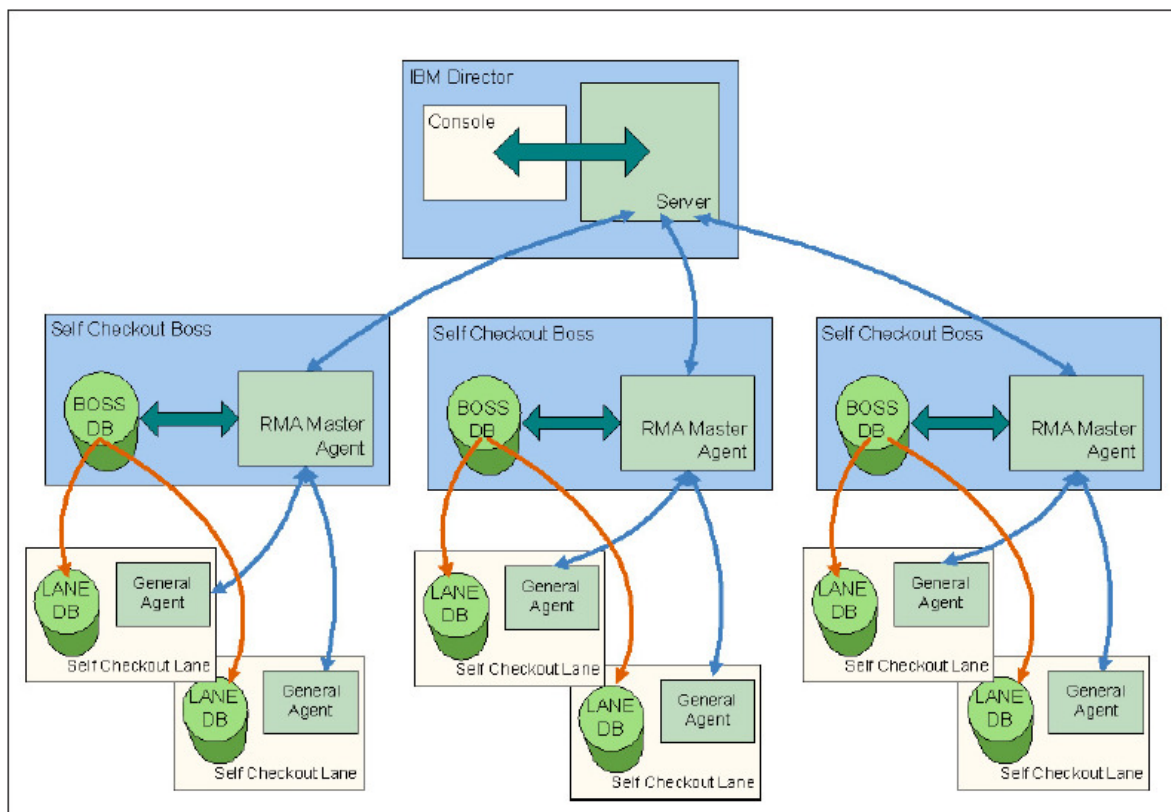 IBM Director
Console
Server
Self Checkout Boss
BOSS
DB
RMA Master
Agent
Self Checkout Boss
BOSS
DB
RMA Master
Agent
Self Checkout Boss
BOSS
DB
RMA Master
Agent
LANE
DB
General
Agent
Self Checkout Lane
LANE
DB
General
Agent
Self Checkout Lane
LANE
DB
General
Agent
Self Checkout Lane
LANE
DB
General
Agent
Self Checkout Lane
LANE
DB
General
Agent
Self Checkout Lane
LANE
DB
General
Agent
Self Checkout Lane